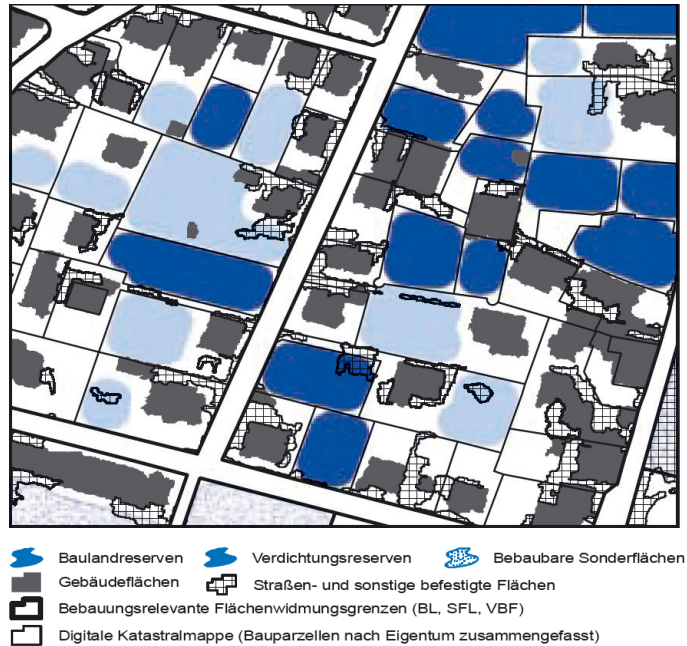 Baulandreserven Verdichtungsreserven Bebaubare Sonderflächen
Gebäudeflächen Straßen- und sonstige befestigte Flächen
Bebauungsrelevante Flächenwidmungsgrenzen (BL, SFL, VBF)
Digitale Katastralmappe (Bauparzellen nach Eigentum zusammengefasst)